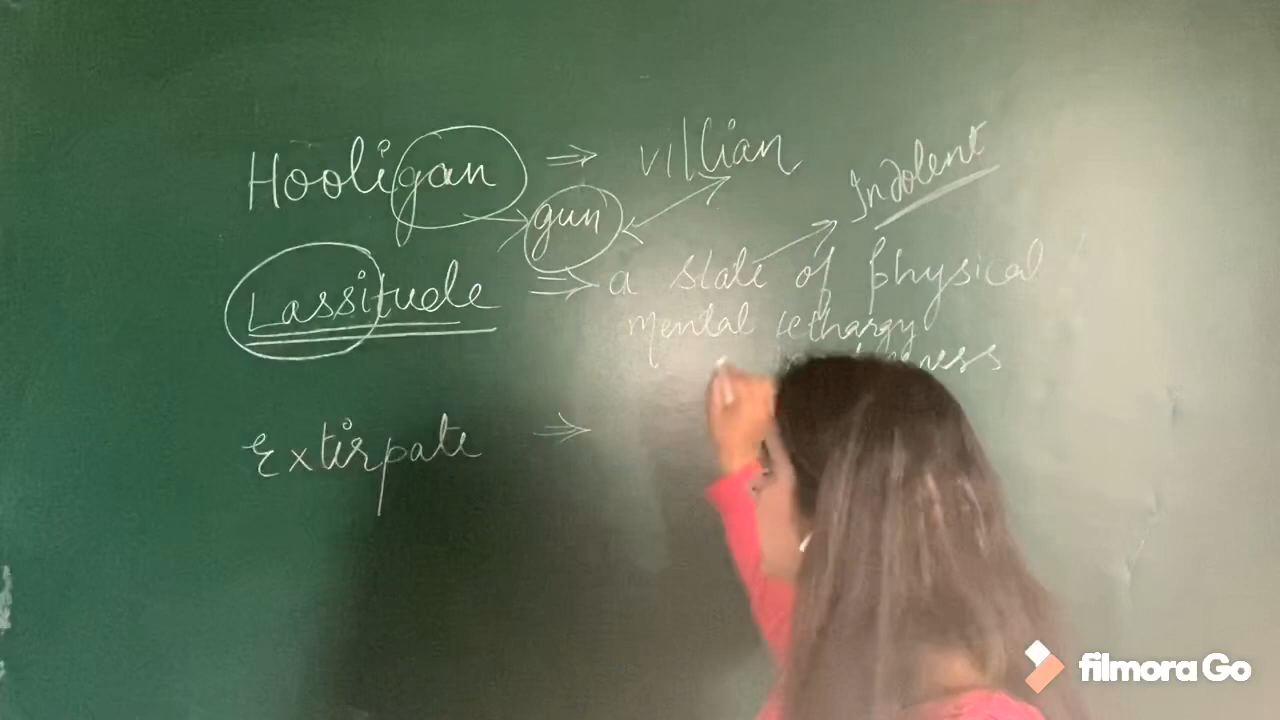 Hooligan ⇒ villian
gun
Indolent
Lassitude ⇒ a state of physical
mental lethargy
Extirpate ⇒
filmora Go